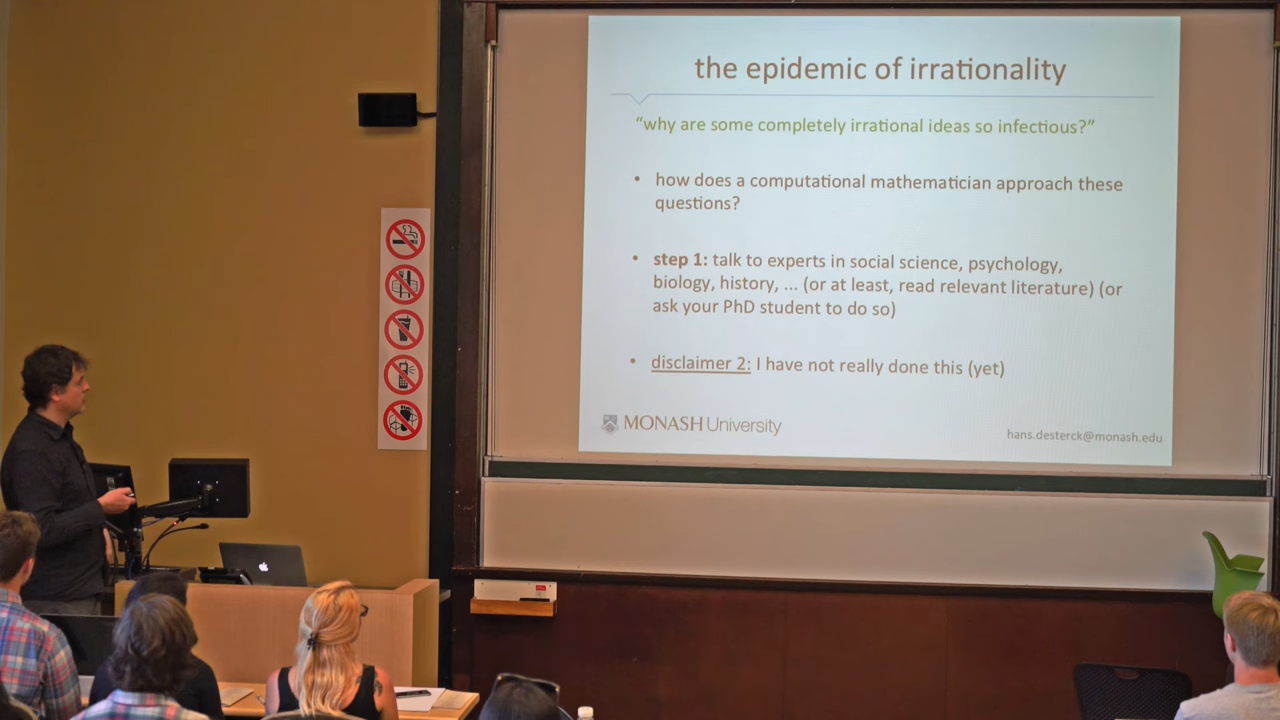 the epidemic of irrationality
“why are some completely irrational ideas so infectious?”
• how does a computational mathematician approach these
questions?
• step 1: talk to experts in social science, psychology,
biology, history, ... (or at least, read relevant literature) (or
ask your PhD student to do so)
• disclaimer 2: I have not really done this (yet)
MONASH University
hans.desterck@monash.edu